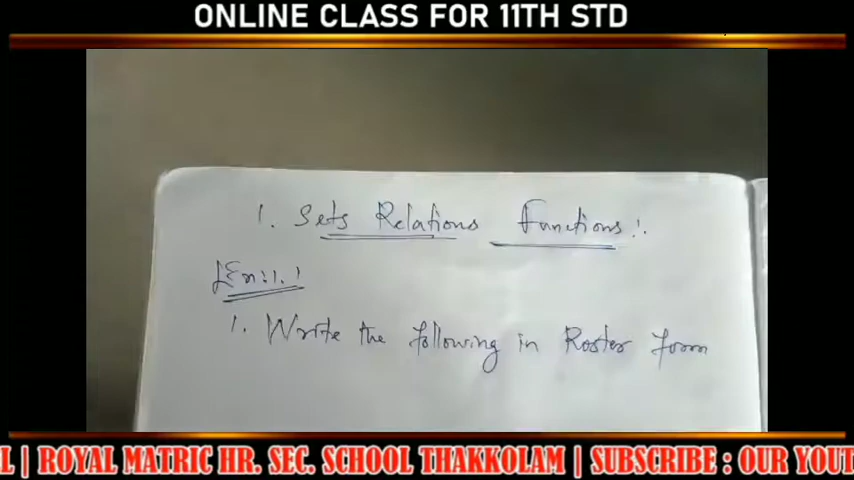 ONLINE CLASS FOR 11TH STD
1. Sets Relations Functions:.
Ex:1.1
1. Write the following in Roster form
L | ROYAL MATRIC HR. SEC. SCHOOL THAKKOLAM | SUBSCRIBE : OUR YOUT